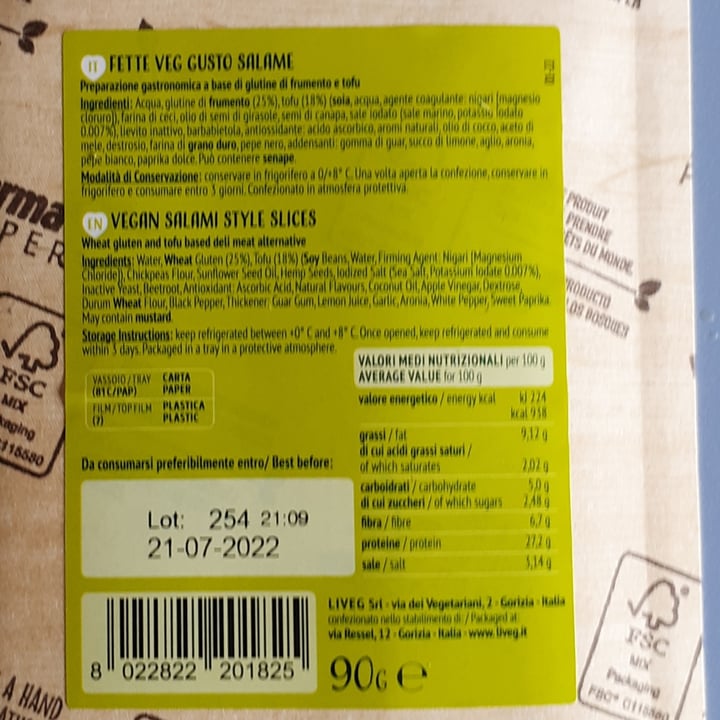 IT FETTE VEG GUSTO SALAME
Preparazione gastronomica a base di glutine di frumento e tofu
Ingredienti: Acqua, glutine di frumento (25%), tofu (18%) (soia, acqua, agente coagulante: nigari [magnesio
cloruro]), farina di ceci, olio di semi di girasole, semi di canapa, sale iodato (sale marino, potassio iodato
0.007%), lievito inattivo, barbabietola, antiossidante: acido ascorbico, aromi naturali, olio di cocco, aceto di
mele, destrosio, farina di grano duro, pepe nero, addensanti: gomma di guar, succo di limone, aglio, aronia,
pepe bianco, paprika dolce. Può contenere senape.
Modalità di Conservazione: conservare in frigorifero a 0/+8° C. Una volta aperta la confezione, conservare in
frigorifero e consumare entro 3 giorni. Confezionato in atmosfera protettiva.
EN VEGAN SALAMI STYLE SLICES
Wheat gluten and tofu based deli meat alternative
Ingredients: Water, Wheat Gluten (25%), Tofu (18%) (Soy Beans, Water, Firming Agent: Nigari [Magnesium
Chloride]), Chickpeas Flour, Sunflower Seed Oil, Hemp Seeds, Iodized Salt (Sea Salt, Potassium Iodate 0.007%),
Inactive Yeast, Beetroot, Antioxidant: Ascorbic Acid, Natural Flavours, Coconut Oil, Apple Vinegar, Dextrose,
Durum Wheat Flour, Black Pepper, Thickener: Guar Gum, Lemon Juice, Garlic, Aronia, White Pepper, Sweet Paprika.
May contain mustard.
Storage Instructions: keep refrigerated between +0° C and +8° C. Once opened, keep refrigerated and consume
within 3 days. Packaged in a tray in a protective atmosphere.
VASSOIO/TRAY CARTA
(81C/PAP) PAPER
FILM/TOPFILM PLASTICA
(7) PLASTIC
VALORI MEDI NUTRIZIONALI per 100 g
AVERAGE VALUE for 100 g
valore energetico / energy kcal kJ 224
kcal 938
grassi / fat 9,12 g
di cui acidi grassi saturi /
of which saturates 2,02 g
carboidrati / carbohydrate 5,0 g
di cui zuccheri / of which sugars 2,48 g
fibra / fibre 6,7 g
proteine / protein 27,2 g
sale / salt 3,14 g
Da consumarsi preferibilmente entro/ Best before:
Lot: 254 21:09
21-07-2022
8 022822 201825
LIVEG Srl - via dei Vegetariani, 2 - Gorizia - Italia
confezionato nello stabilimento di: / Packaged at:
via Ressel, 12 - Gorizia - Italia - www.liveg.it
90G e
PRODUIT
PRENDRE
ÊTS DU MONDE.
PRODUCTO
LOS BOSQUES
rma
PER
FSC
MIX
kaging
C115580
A HAND
FSC
MIX
Packaging
FSC® C115580